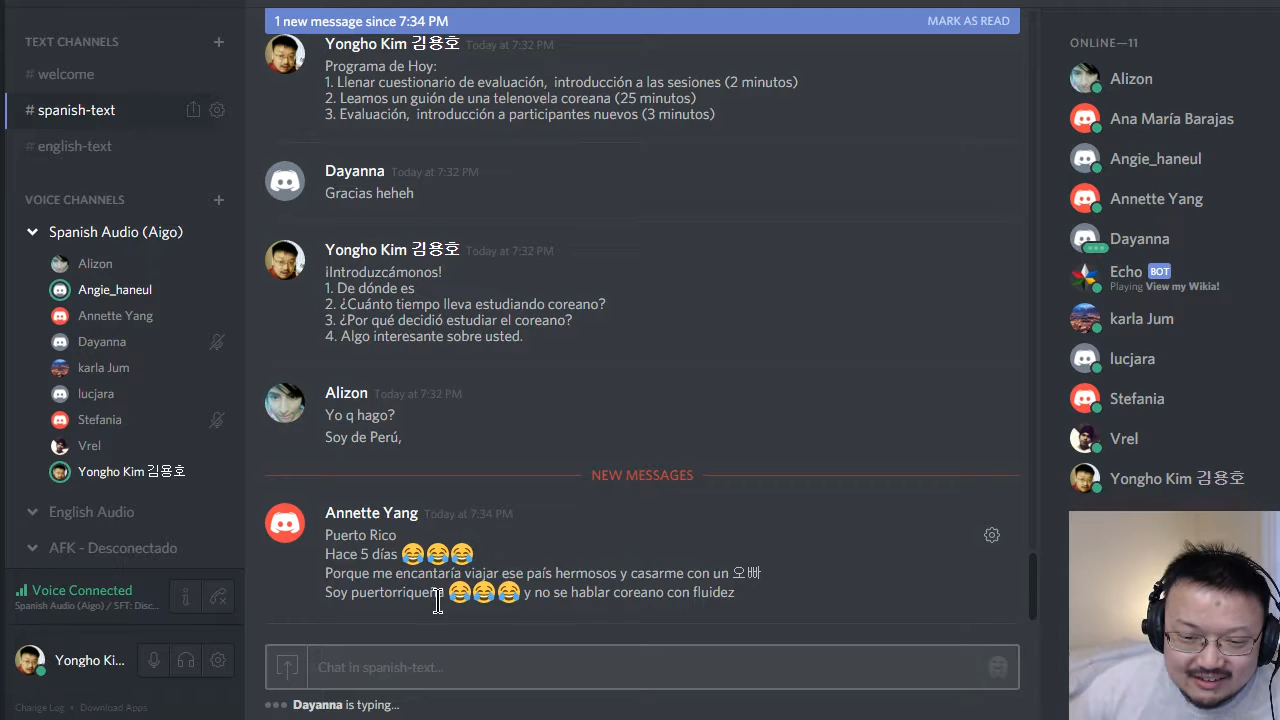 1 new message since 7:34 PM
MARK AS READ
TEXT CHANNELS
# welcome
# spanish-text
# english-text
VOICE CHANNELS
Spanish Audio (Aigo)
Alizon
Angie_haneul
Annette Yang
Dayanna
karla Jum
lucjara
Stefania
Vrel
Yongho Kim 김용호
English Audio
AFK - Desconectado
Voice Connected
Spanish Audio (Aigo) / SFT: Disc...
Yongho Ki...
Change Log • Download Apps
Yongho Kim 김용호 Today at 7:32 PM
Programa de Hoy:
1. Llenar cuestionario de evaluación, introducción a las sesiones (2 minutos)
2. Leamos un guión de una telenovela coreana (25 minutos)
3. Evaluación, introducción a participantes nuevos (3 minutos)
Dayanna Today at 7:32 PM
Gracias heheh
Yongho Kim 김용호 Today at 7:32 PM
¡Introduzcámonos!
1. De dónde es
2. ¿Cuánto tiempo lleva estudiando coreano?
3. ¿Por qué decidió estudiar el coreano?
4. Algo interesante sobre usted.
Alizon Today at 7:32 PM
Yo q hago?
Soy de Perú,
NEW MESSAGES
Annette Yang Today at 7:34 PM
Puerto Rico
Hace 5 días 😂😂😂
Porque me encantaría viajar ese país hermosos y casarme con un 오빠
Soy 😂😂😂 y no se hablar coreano con fluidez
Chat in spanish-text...
Dayanna is typing...
ONLINE—11
Alizon
Ana María Barajas
Angie_haneul
Annette Yang
Dayanna
Echo BOT
Playing View my Wikia!
karla Jum
lucjara
Stefania
Vrel
Yongho Kim 김용호